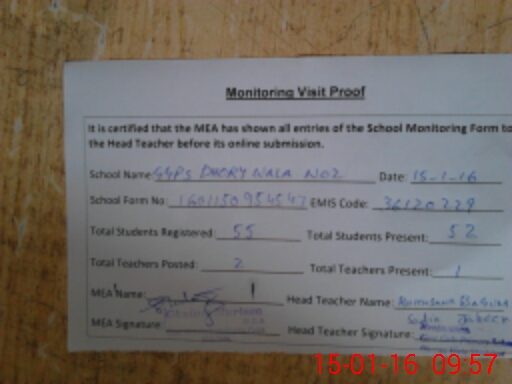 Monitoring Visit Proof
It is certified that the MEA has shown all entries of the School Monitoring Form to
the Head Teacher before its online submission.
School Name: GGPS DHORY WALA NO2 Date: 15-1-16
School Form No. 1601150954547 EMIS Code: 36120229
Total Students Registered: 55 Total Students Present: 52
Total Teachers Posted: 2 Total Teachers Present: 1
MEA Name: Head Teacher Name:
MEA Signature: Head Teacher Signature:
15-01-16 09:57